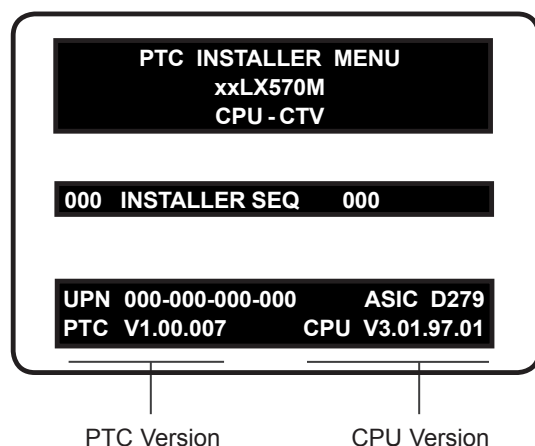 PTC INSTALLER MENU
xxLX570M
CPU - CTV
000 INSTALLER SEQ 000
UPN 000-000-000-000 ASIC D279
PTC V1.00.007 CPU V3.01.97.01
PTC Version CPU Version